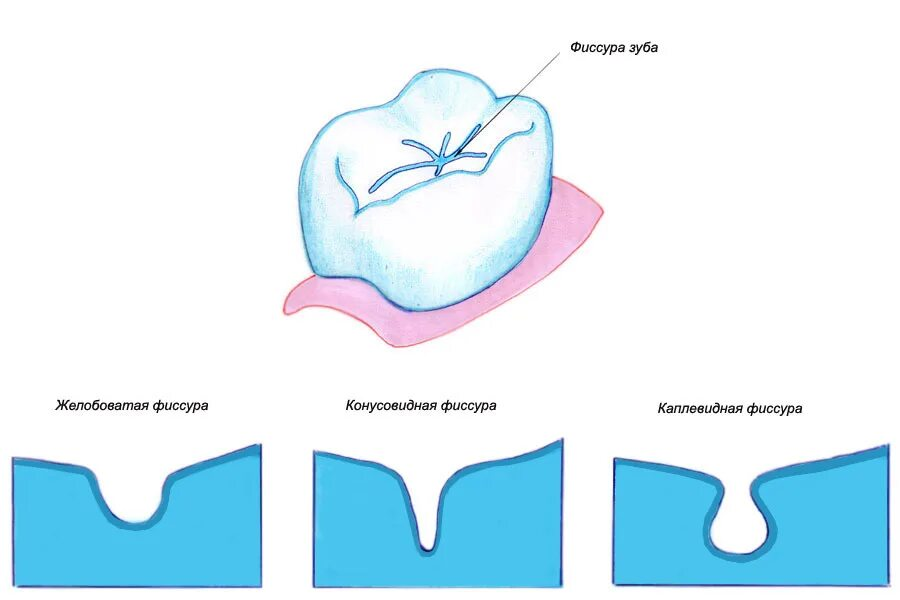 Фиссура зуба
Желобоватая фиссура
Конусовидная фиссура
Каплевидная фиссура